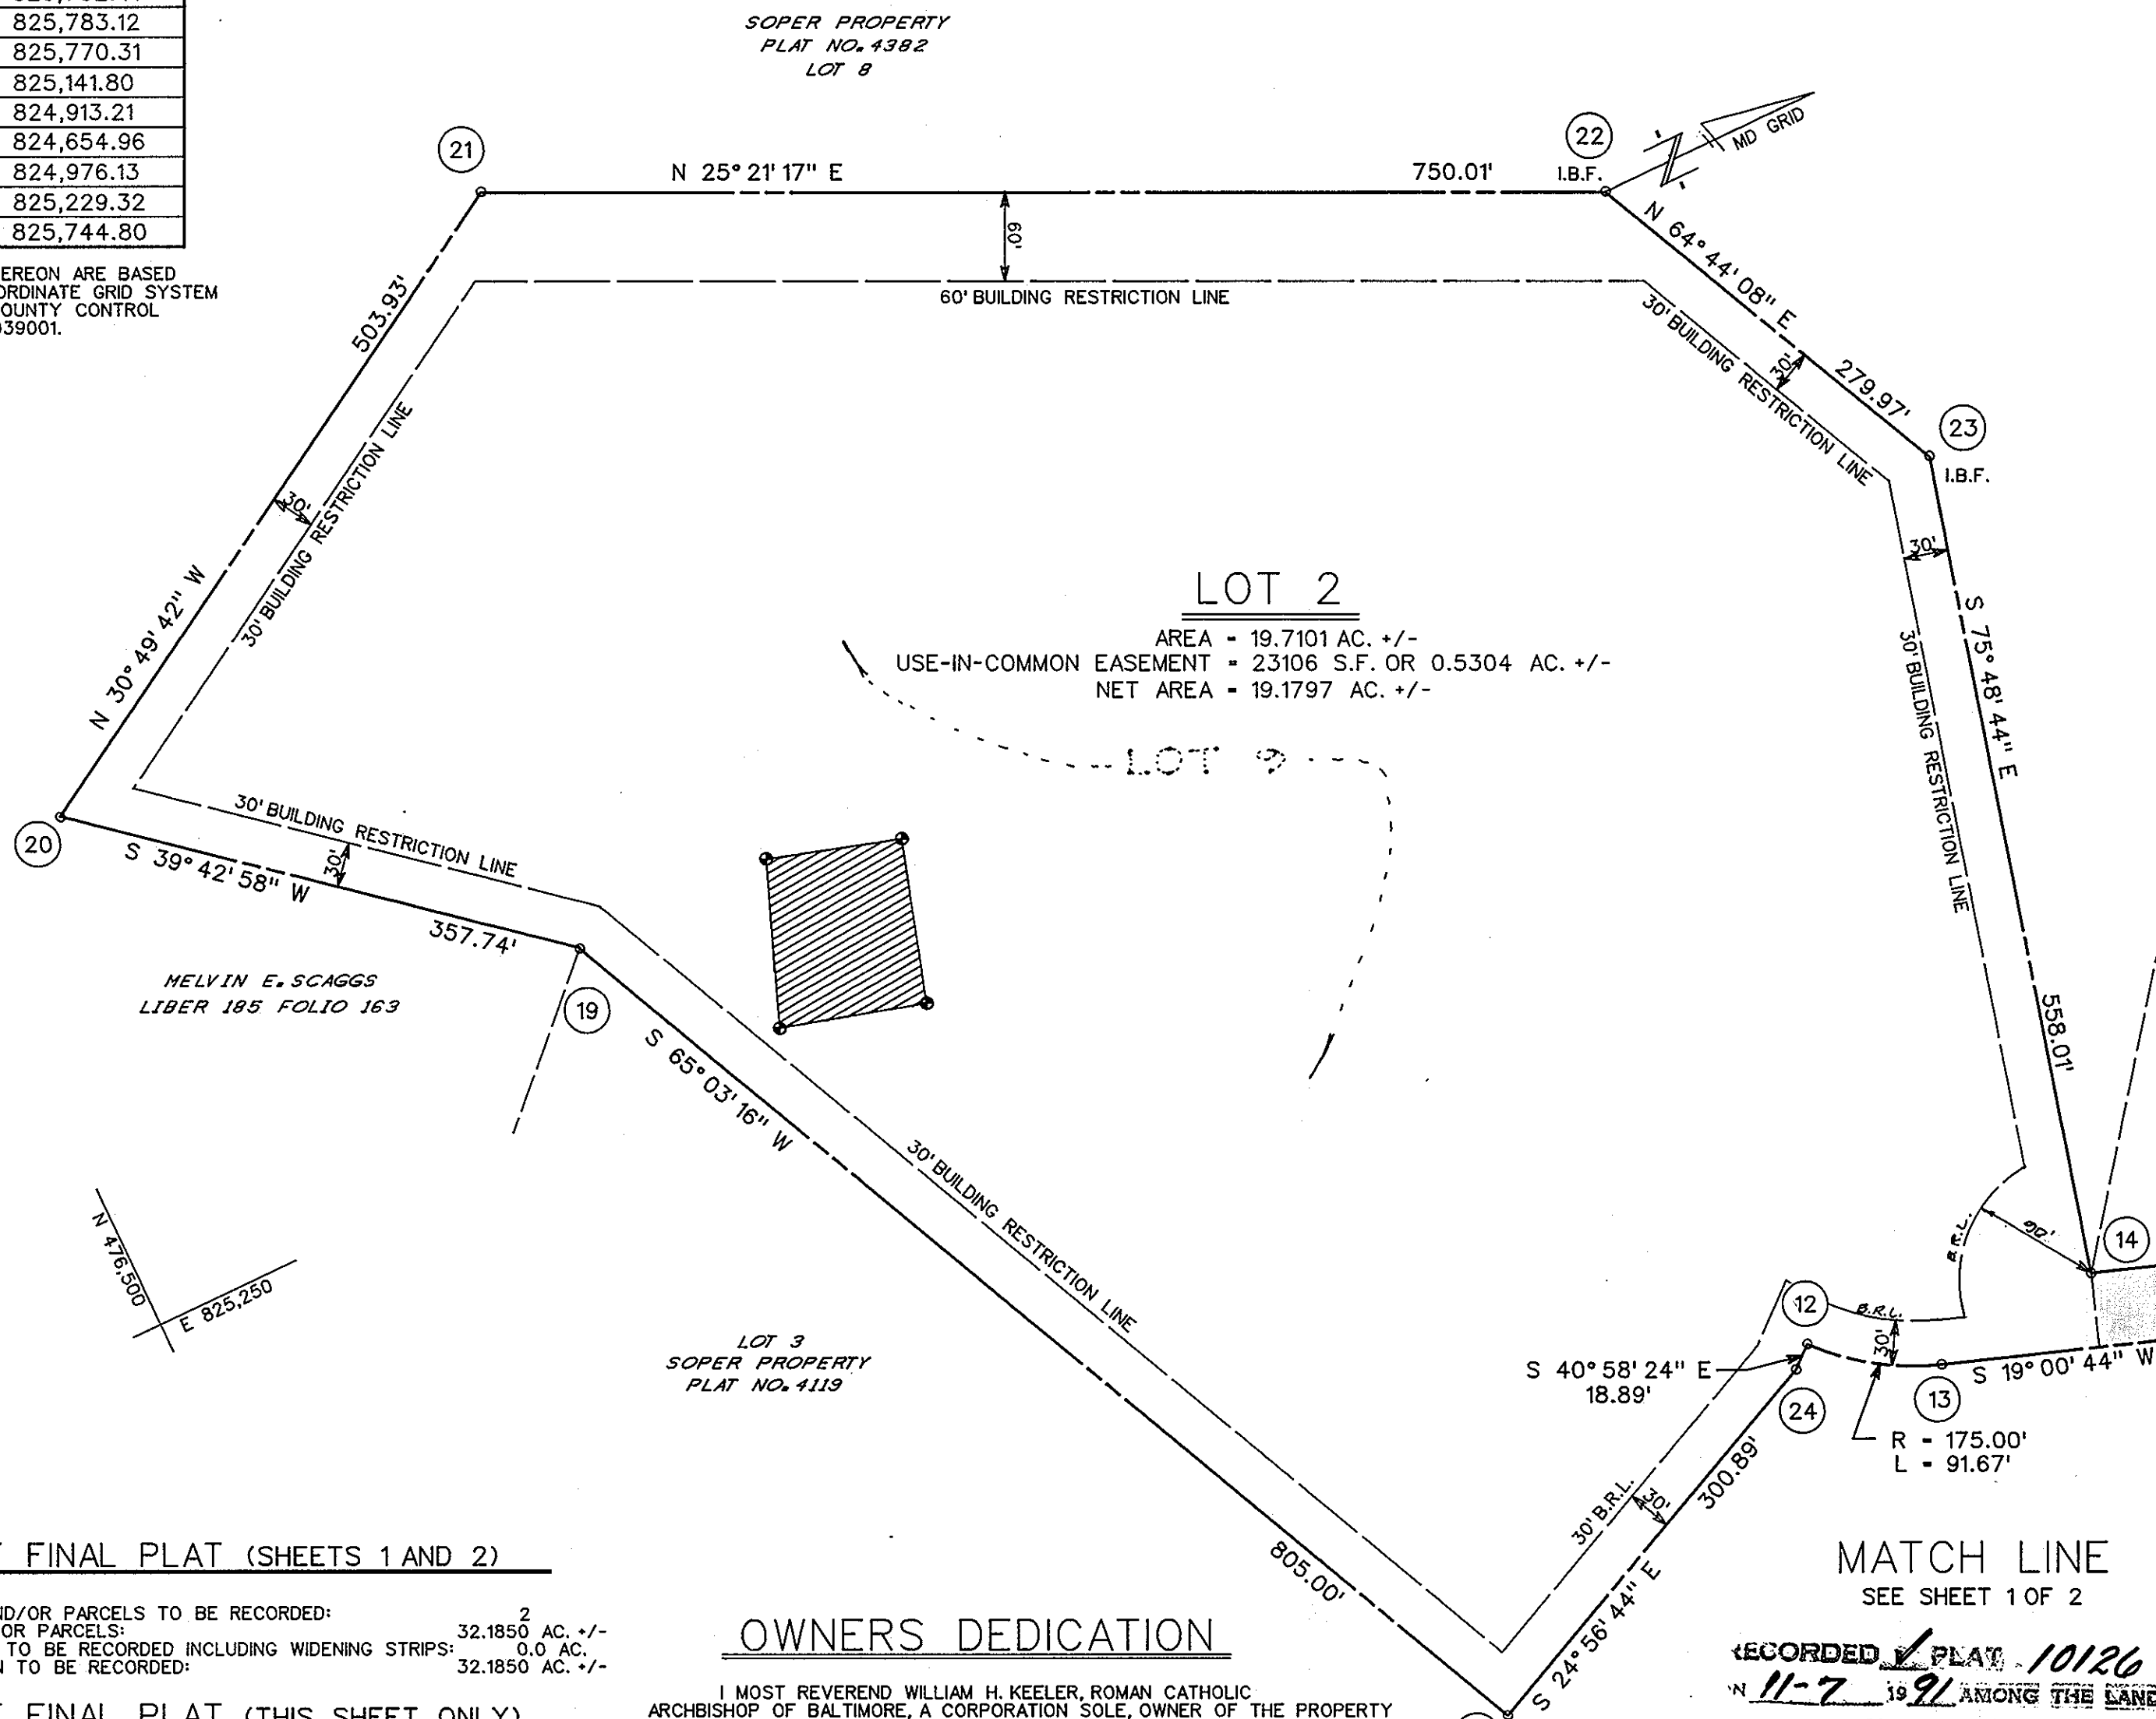 825,783.12
825,770.31
825,141.80
824,913.21
824,654.96
824,976.13
825,229.32
825,744.80
EREON ARE BASED
ORDINATE GRID SYSTEM
OUNTY CONTROL
39001.
SOPER PROPERTY
PLAT NO. 4382
LOT 8
21
N 25° 21' 17" E
750.01'
22
I.B.F.
MD GRID
60'
60' BUILDING RESTRICTION LINE
N 64° 44' 08" E
279.97'
30' BUILDING RESTRICTION LINE
30'
23
I.B.F.
503.93'
30'
30' BUILDING RESTRICTION LINE
N 30° 49' 42" W
30'
S 75° 48' 44" E
30' BUILDING RESTRICTION LINE
558.01'
LOT 2
AREA = 19.7101 AC. +/-
USE-IN-COMMON EASEMENT = 23106 S.F. OR 0.5304 AC. +/-
NET AREA = 19.1797 AC. +/-
LOT
20
30' BUILDING RESTRICTION LINE
S 39° 42' 58" W
30'
357.74'
MELVIN E. SCAGGS
LIBER 185 FOLIO 163
19
S 65° 03' 16" W
30' BUILDING RESTRICTION LINE
805.00'
N 476,500
E 825,250
LOT 3
SOPER PROPERTY
PLAT NO. 4119
B.R.L.
90'
14
12
B.R.L.
30'
S 40° 58' 24" E
18.89'
24
13
S 19° 00' 44" W
R = 175.00'
L = 91.67'
300.89'
30' B.R.L.
30'
S 24° 56' 44" E
MATCH LINE
SEE SHEET 1 OF 2
RECORDED PLAT 10126
N 11-7 1991 AMONG THE LAND
FINAL PLAT (SHEETS 1 AND 2)
ND/OR PARCELS TO BE RECORDED: 2
OR PARCELS: 32.1850 AC. +/-
TO BE RECORDED INCLUDING WIDENING STRIPS: 0.0 AC.
N TO BE RECORDED: 32.1850 AC. +/-
FINAL PLAT (THIS SHEET ONLY)
OWNERS DEDICATION
I MOST REVEREND WILLIAM H. KEELER, ROMAN CATHOLIC
ARCHBISHOP OF BALTIMORE, A CORPORATION SOLE, OWNER OF THE PROPERTY